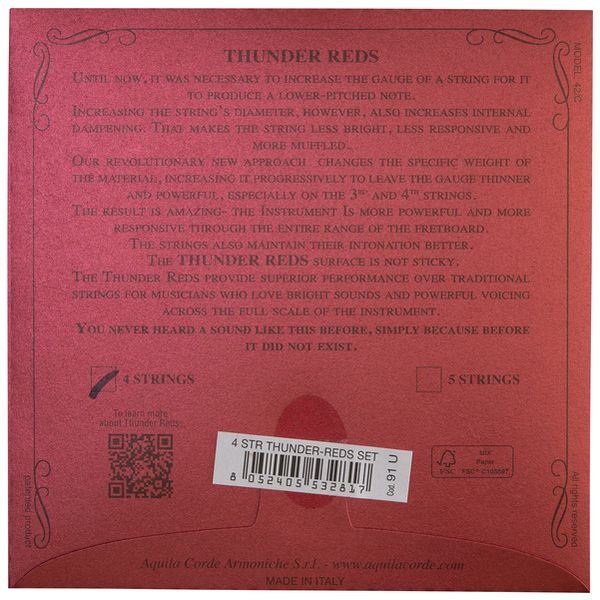 THUNDER REDS
UNTIL NOW, IT WAS NECESSARY TO INCREASE THE GAUGE OF A STRING FOR IT
TO PRODUCE A LOWER-PITCHED NOTE.
INCREASING THE STRING'S DIAMETER, HOWEVER, ALSO INCREASES INTERNAL
DAMPENING. THAT MAKES THE STRING LESS BRIGHT, LESS RESPONSIVE AND
MORE MUFFLED.
OUR REVOLUTIONARY NEW APPROACH CHANGES THE SPECIFIC WEIGHT OF
THE MATERIAL, INCREASING IT PROGRESSIVELY TO LEAVE THE GAUGE THINNER
AND POWERFUL, ESPECIALLY ON THE 3RD AND 4TH STRINGS.
THE RESULT IS AMAZING- THE INSTRUMENT IS MORE POWERFUL AND MORE
RESPONSIVE THROUGH THE ENTIRE RANGE OF THE FRETBOARD.
THE STRINGS ALSO MAINTAIN THEIR INTONATION BETTER.
THE THUNDER REDS SURFACE IS NOT STICKY.
THE THUNDER REDS PROVIDE SUPERIOR PERFORMANCE OVER TRADITIONAL
STRINGS FOR MUSICIANS WHO LOVE BRIGHT SOUNDS AND POWERFUL VOICING
ACROSS THE FULL SCALE OF THE INSTRUMENT.
YOU NEVER HEARD A SOUND LIKE THIS BEFORE, SIMPLY BECAUSE BEFORE
IT DID NOT EXIST.
MODEL: 42C
4 STRINGS
5 STRINGS
To learn more
about Thunder Reds
4 STR THUNDER-REDS SET
8 052405 532817
Cod. 91 U
MIX
Paper
FSC
FSC® C103587
patented product
All rights reserved
Aquila Corde Armoniche S.r.l. - www.aquilacorde.com
MADE IN ITALY